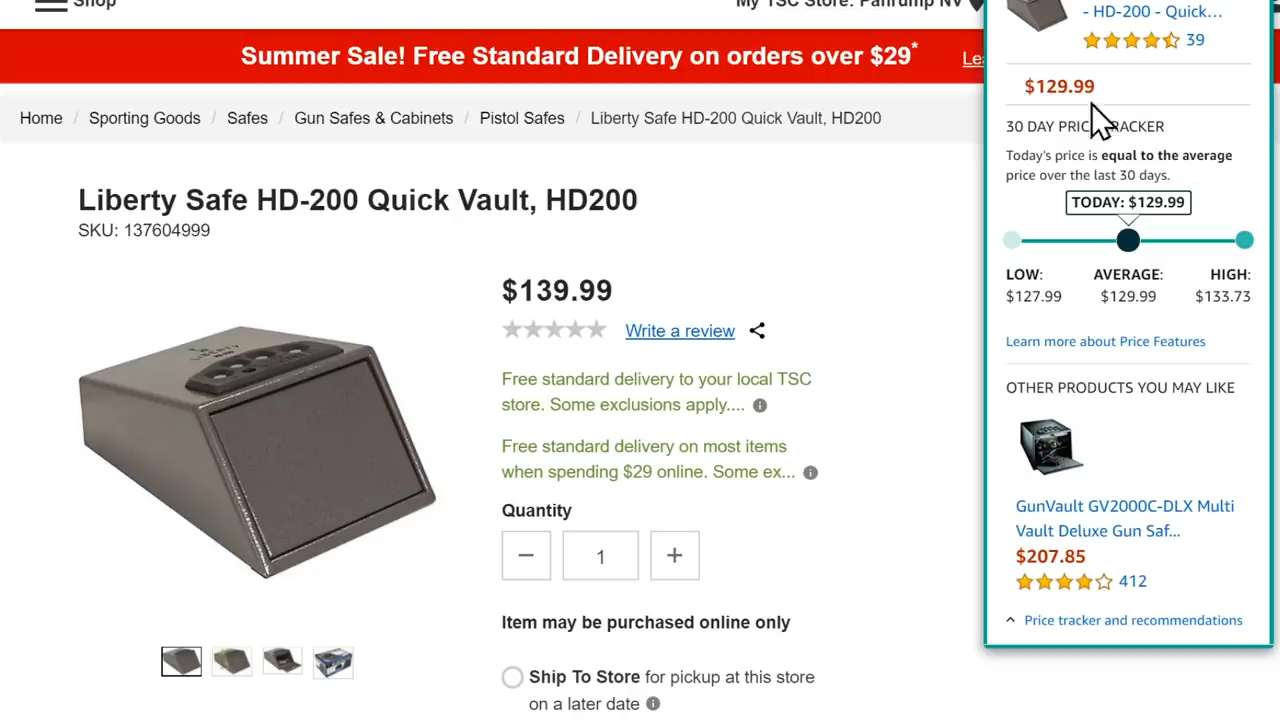 Shop
My TSC Store: Pahrump NV
Summer Sale! Free Standard Delivery on orders over $29*
Home / Sporting Goods / Safes / Gun Safes & Cabinets / Pistol Safes / Liberty Safe HD-200 Quick Vault, HD200
Liberty Safe HD-200 Quick Vault, HD200
SKU: 137604999
LIBERTY
$139.99
Write a review
Free standard delivery to your local TSC
store. Some exclusions apply....
Free standard delivery on most items
when spending $29 online. Some ex...
Quantity
− 1 +
Item may be purchased online only
Ship To Store for pickup at this store
on a later date
- HD-200 - Quick...
39
$129.99
30 DAY PRICE TRACKER
Today's price is equal to the average
price over the last 30 days.
TODAY: $129.99
LOW: AVERAGE: HIGH:
$127.99 $129.99 $133.73
Learn more about Price Features
OTHER PRODUCTS YOU MAY LIKE
GunVault GV2000C-DLX Multi
Vault Deluxe Gun Saf...
$207.85
412
Price tracker and recommendations